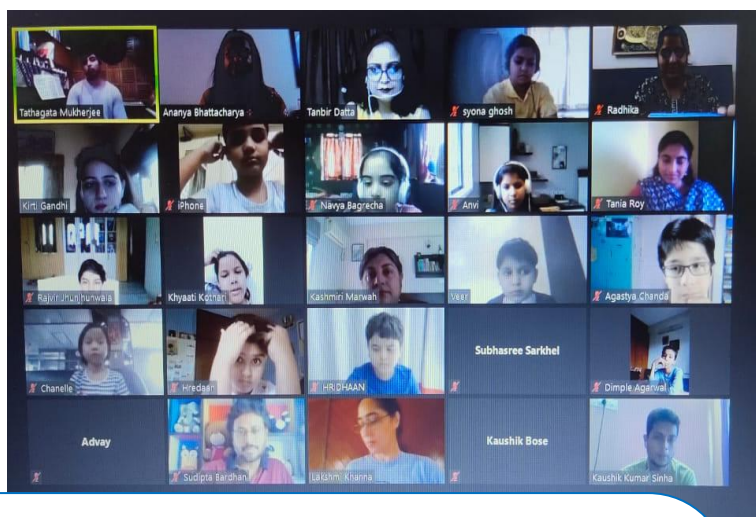 Tathagata Mukherjee
Ananya Bhattacharya
Tanbir Datta
syona ghosh
Radhika
Kirti Gandhi
iPhone
Navya Bagrecha
Anvi
Tania Roy
Rajvir Jhunjhunwala
Khyaati Kothari
Kashmiri Marwah
Veer
Agastya Chanda
Chanelle
Hredaan
HRIDHAAN
Subhasree Sarkhel
Dimple Agarwal
Advay
Sudipta Bardhan
Lakshmi Khanna
Kaushik Bose
Kaushik Kumar Sinha